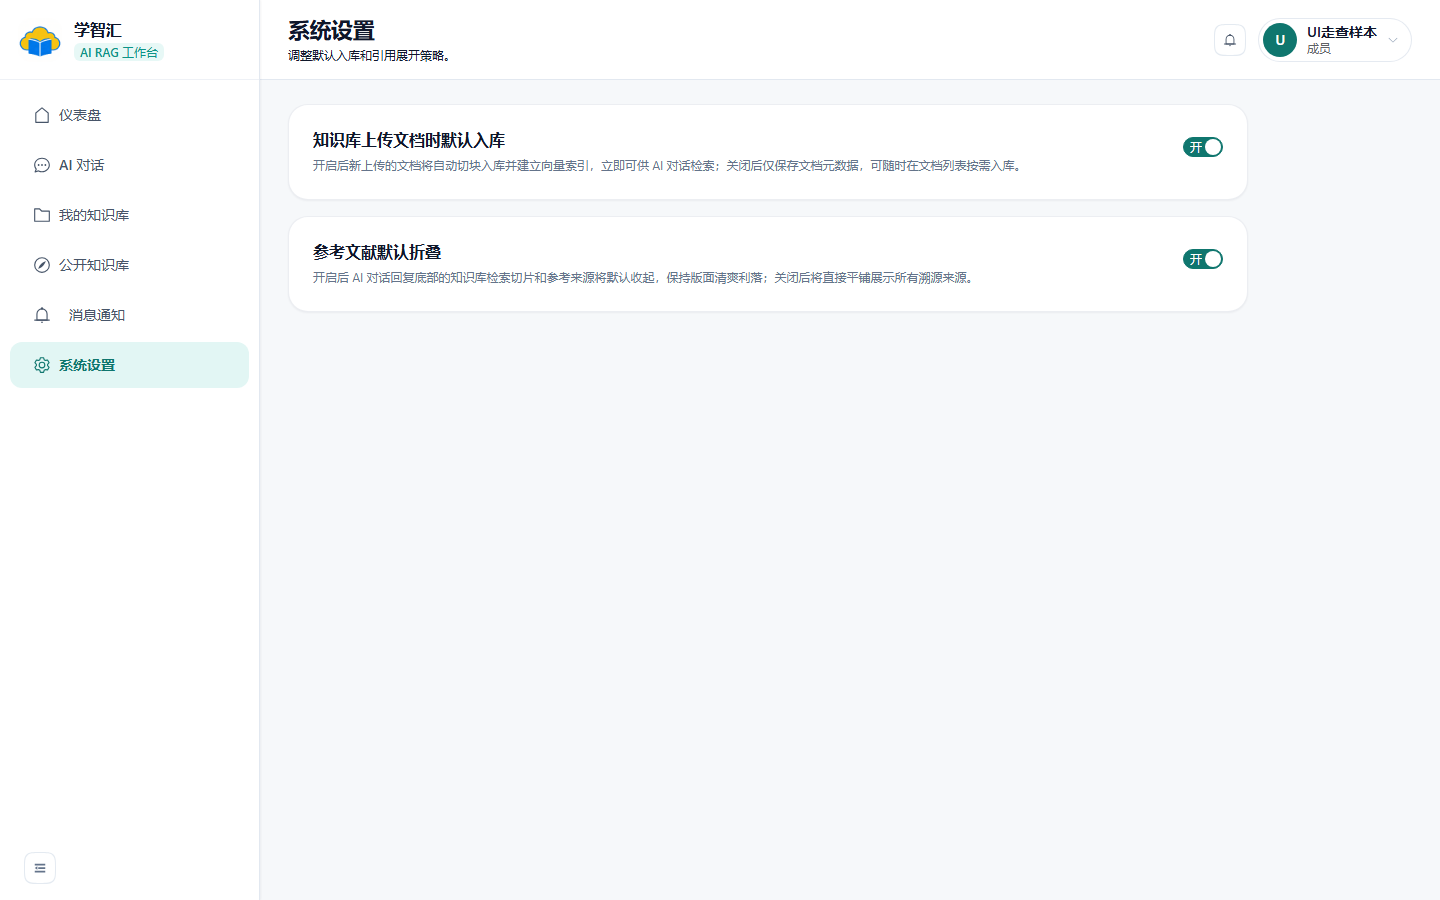 学智汇
AI RAG 工作台
仪表盘
AI 对话
我的知识库
公开知识库
消息通知
系统设置
系统设置
调整默认入库和引用展开策略。
U
UI走查样本
成员
知识库上传文档时默认入库
开启后新上传的文档将自动切块入库并建立向量索引，立即可供 AI 对话检索；关闭后仅保存文档元数据，可随时在文档列表按需入库。
开
参考文献默认折叠
开启后 AI 对话回复底部的知识库检索切片和参考来源将默认收起，保持版面清爽利落；关闭后将直接平铺展示所有溯源来源。
开